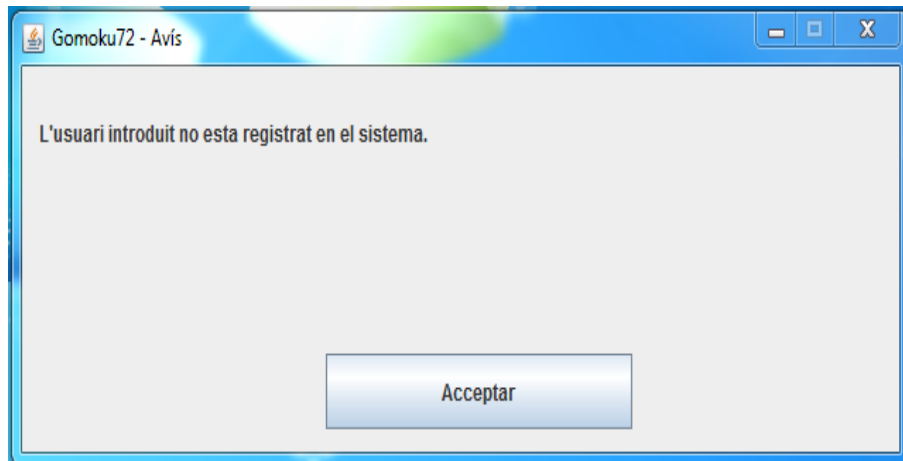 Gomoku72 - Avís
L'usuari introduit no esta registrat en el sistema.
Acceptar